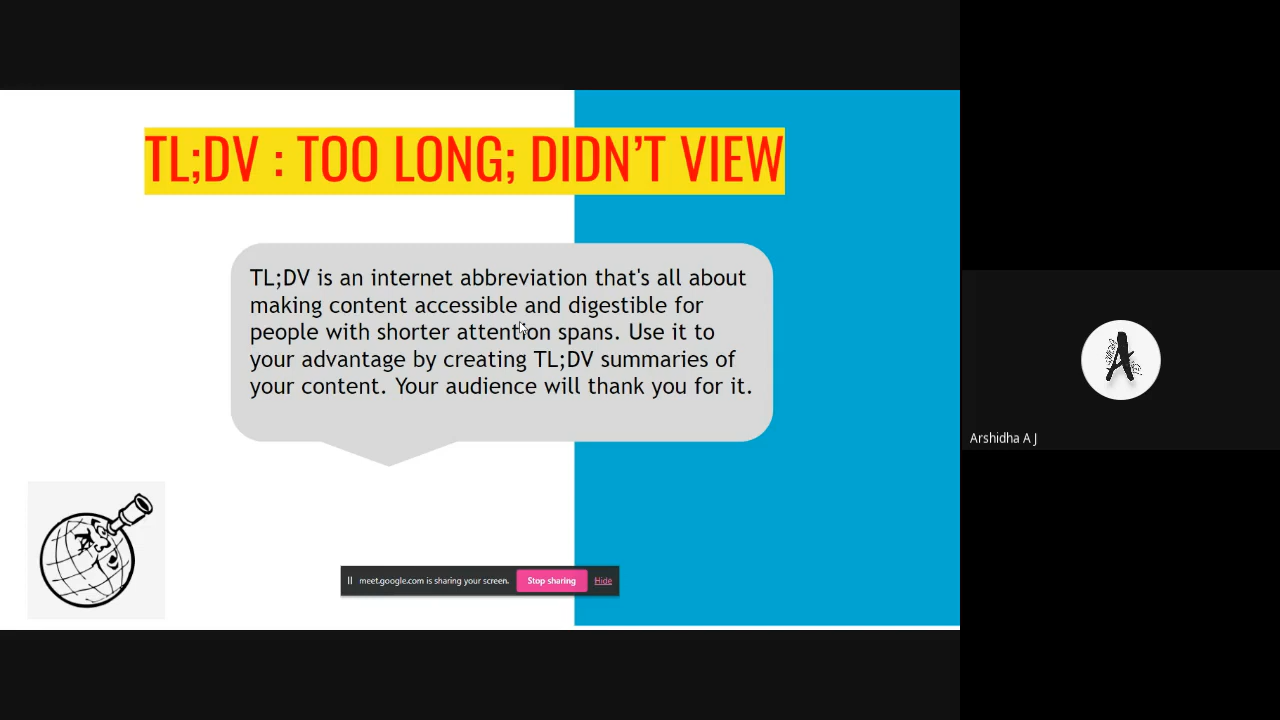 TL;DV : TOO LONG; DIDN'T VIEW
TL;DV is an internet abbreviation that's all about
making content accessible and digestible for
people with shorter attention spans. Use it to
your advantage by creating TL;DV summaries of
your content. Your audience will thank you for it.
meet.google.com is sharing your screen. Stop sharing Hide
A
Arshidha A J